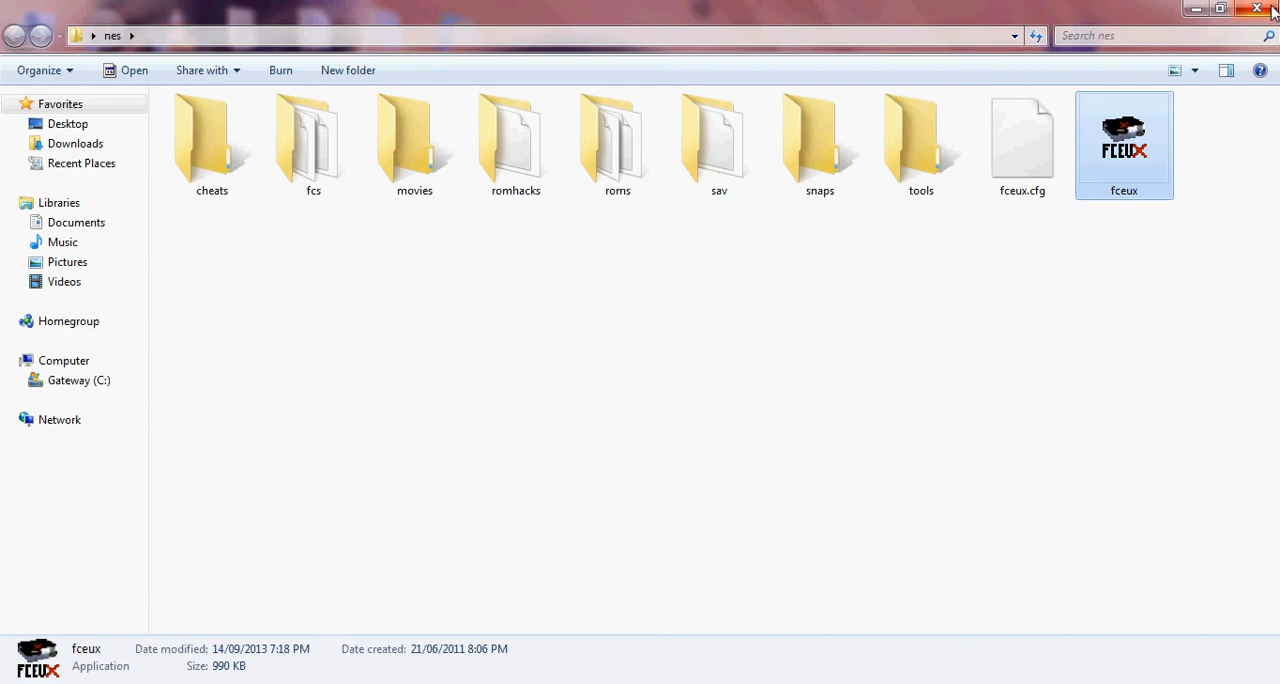 nes
Search nes
Organize
Open
Share with
Burn
New folder
Favorites
Desktop
Downloads
Recent Places
Libraries
Documents
Music
Pictures
Videos
Homegroup
Computer
Gateway (C:)
Network
FCEUX
cheats
fcs
movies
romhacks
roms
sav
snaps
tools
fceux.cfg
fceux
FCEUX
fceux
Date modified: 14/09/2013 7:18 PM
Date created: 21/06/2011 8:06 PM
Application
Size: 990 KB